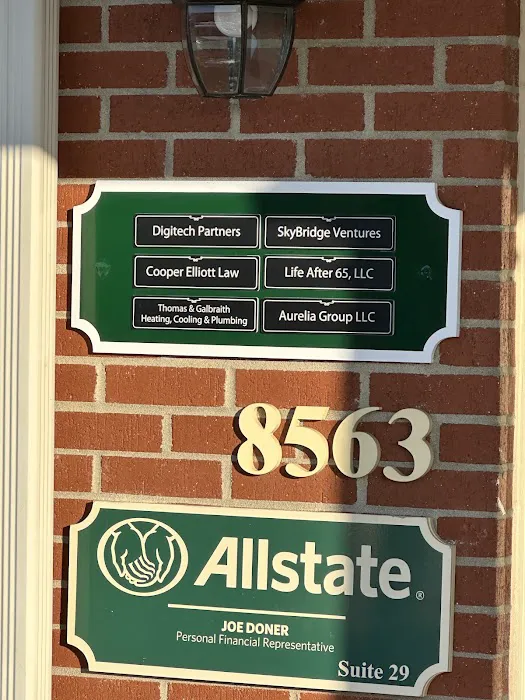 Digitech Partners
SkyBridge Ventures
Cooper Elliott Law
Life After 65, LLC
Thomas & Galbraith
Heating, Cooling & Plumbing
Aurelia Group LLC
8563
Allstate®
JOE DONER
Personal Financial Representative
Suite 29